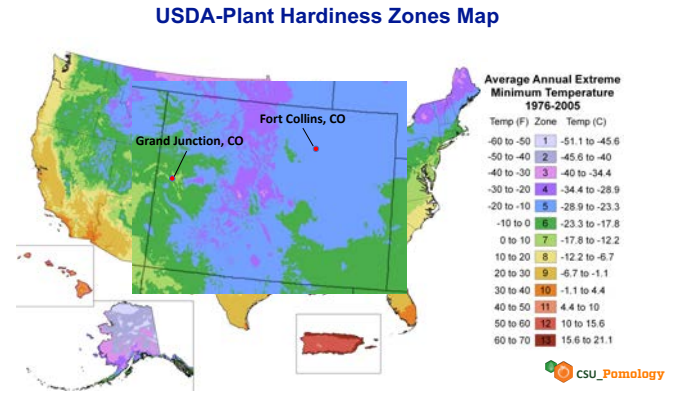 USDA-Plant Hardiness Zones Map
Fort Collins, CO
Grand Junction, CO
Average Annual Extreme
Minimum Temperature
1976-2005
Temp (F) Zone Temp (C)
-60 to -50 1 -51.1 to -45.6
-50 to -40 2 -45.6 to -40
-40 to -30 3 -40 to -34.4
-30 to -20 4 -34.4 to -28.9
-20 to -10 5 -28.9 to -23.3
-10 to 0 6 -23.3 to -17.8
0 to 10 7 -17.8 to -12.2
10 to 20 8 -12.2 to -6.7
20 to 30 9 -6.7 to -1.1
30 to 40 10 -1.1 to 4.4
40 to 50 11 4.4 to 10
50 to 60 12 10 to 15.6
60 to 70 13 15.6 to 21.1
CSU_Pomology